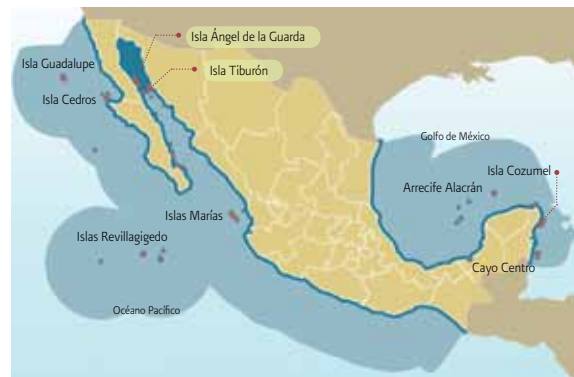 Isla Ángel de la Guarda
Isla Guadalupe
Isla Tiburón
Isla Cedros
Golfo de México
Isla Cozumel
Arrecife Alacrán
Islas Marías
Islas Revillagigedo
Cayo Centro
Océano Pacífico